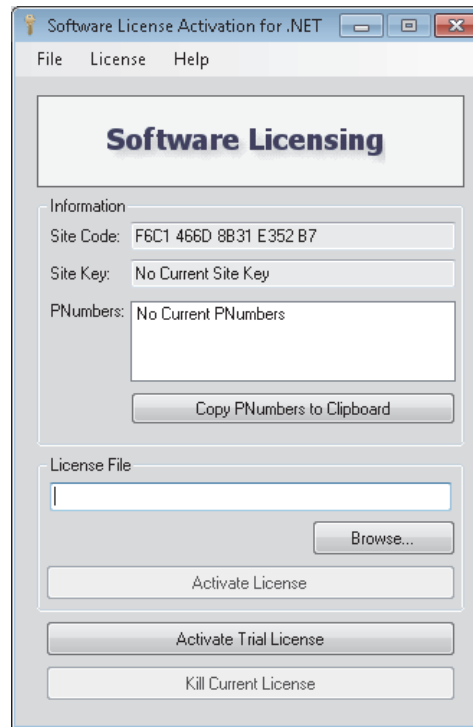 Software License Activation for .NET
File License Help
Software Licensing
Information
Site Code: F6C1 466D 8B31 E352 B7
Site Key: No Current Site Key
PNumbers: No Current PNumbers
Copy PNumbers to Clipboard
License File
Browse...
Activate License
Activate Trial License
Kill Current License